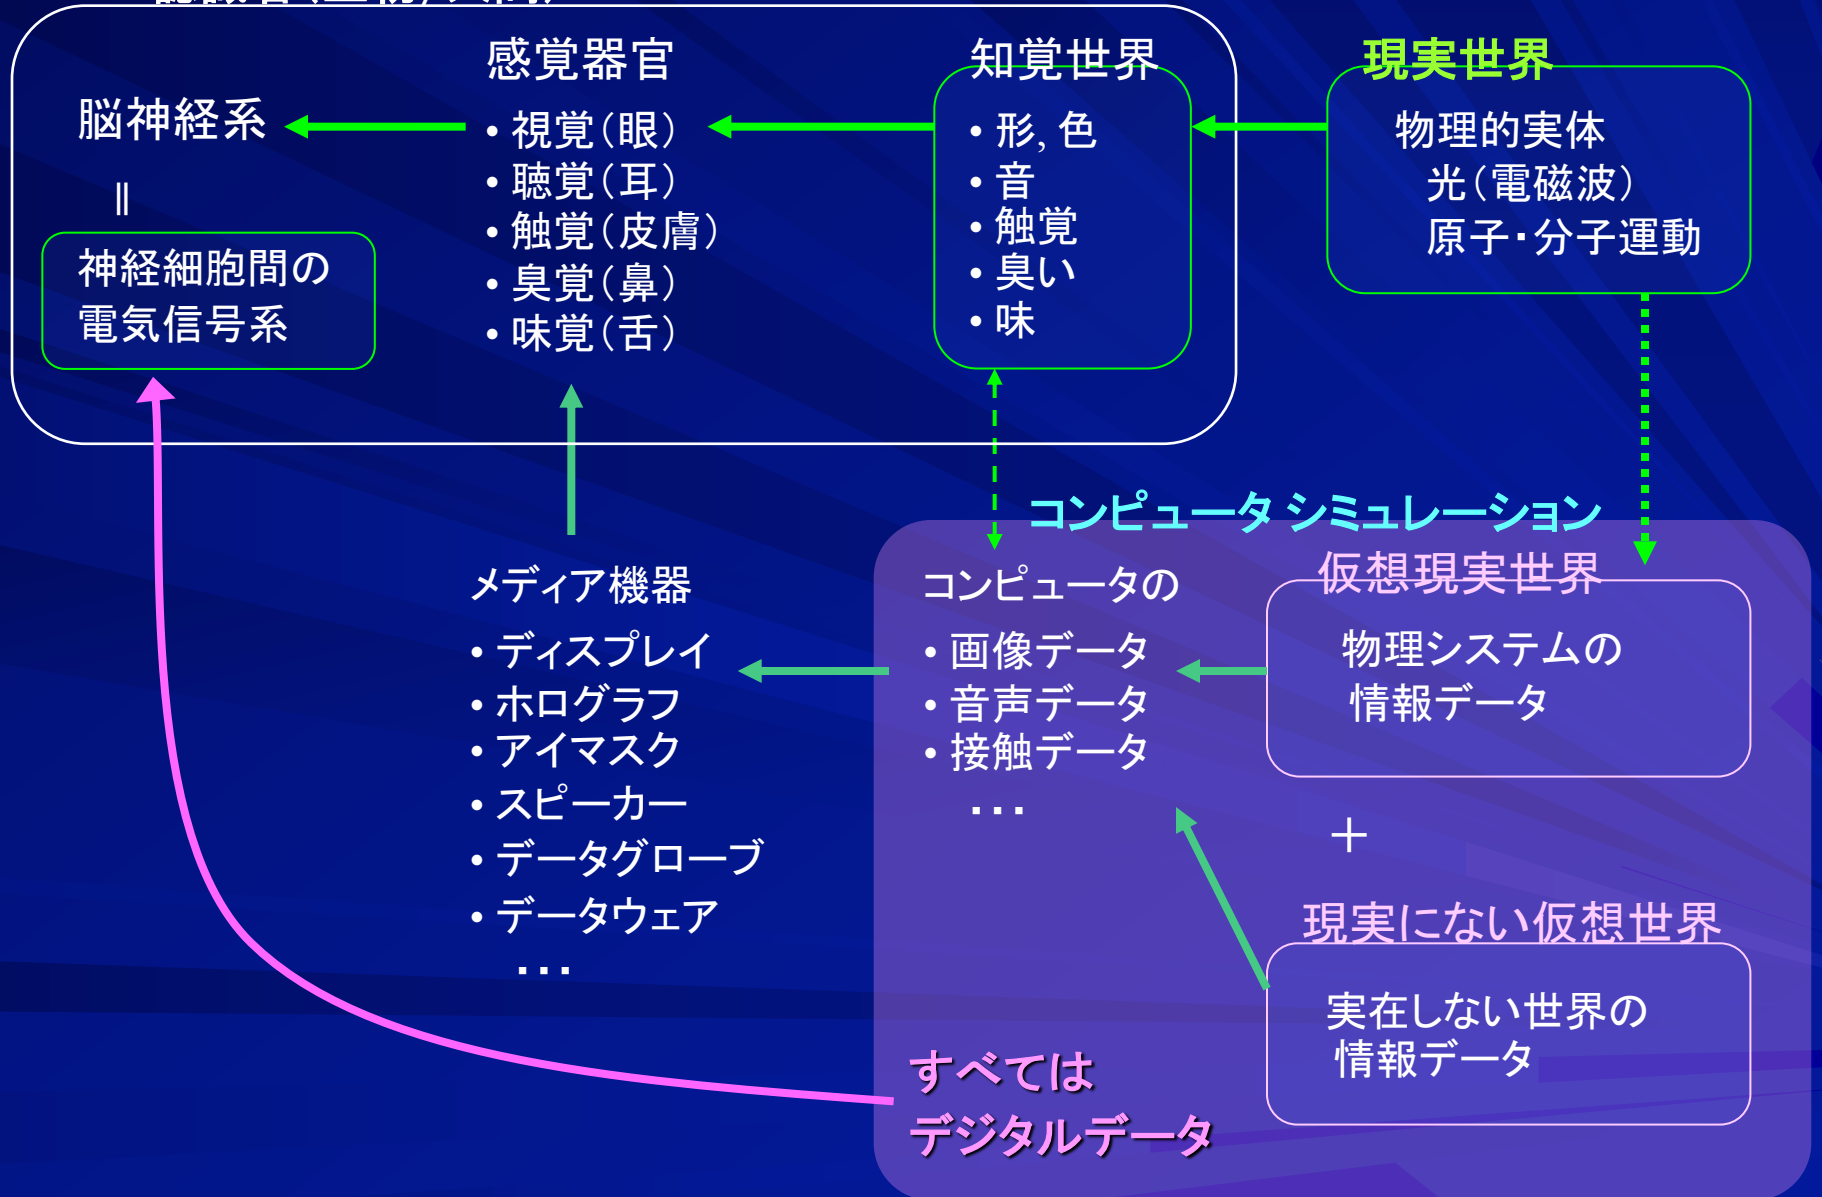 感覚器官
知覚世界
現実世界
脳神経系
• 視覚（眼）
• 聴覚（耳）
• 触覚（皮膚）
• 臭覚（鼻）
• 味覚（舌）
• 形, 色
• 音
• 触覚
• 臭い
• 味
物理的実体
光（電磁波）
原子・分子運動
||
神経細胞間の
電気信号系
コンピュータ シミュレーション
メディア機器
• ディスプレイ
• ホログラフ
• アイマスク
• スピーカー
• データグローブ
• データウェア
・・・
コンピュータの
• 画像データ
• 音声データ
• 接触データ
・・・
仮想現実世界
物理システムの
情報データ
＋
現実にない仮想世界
実在しない世界の
情報データ
すべては
デジタルデータ